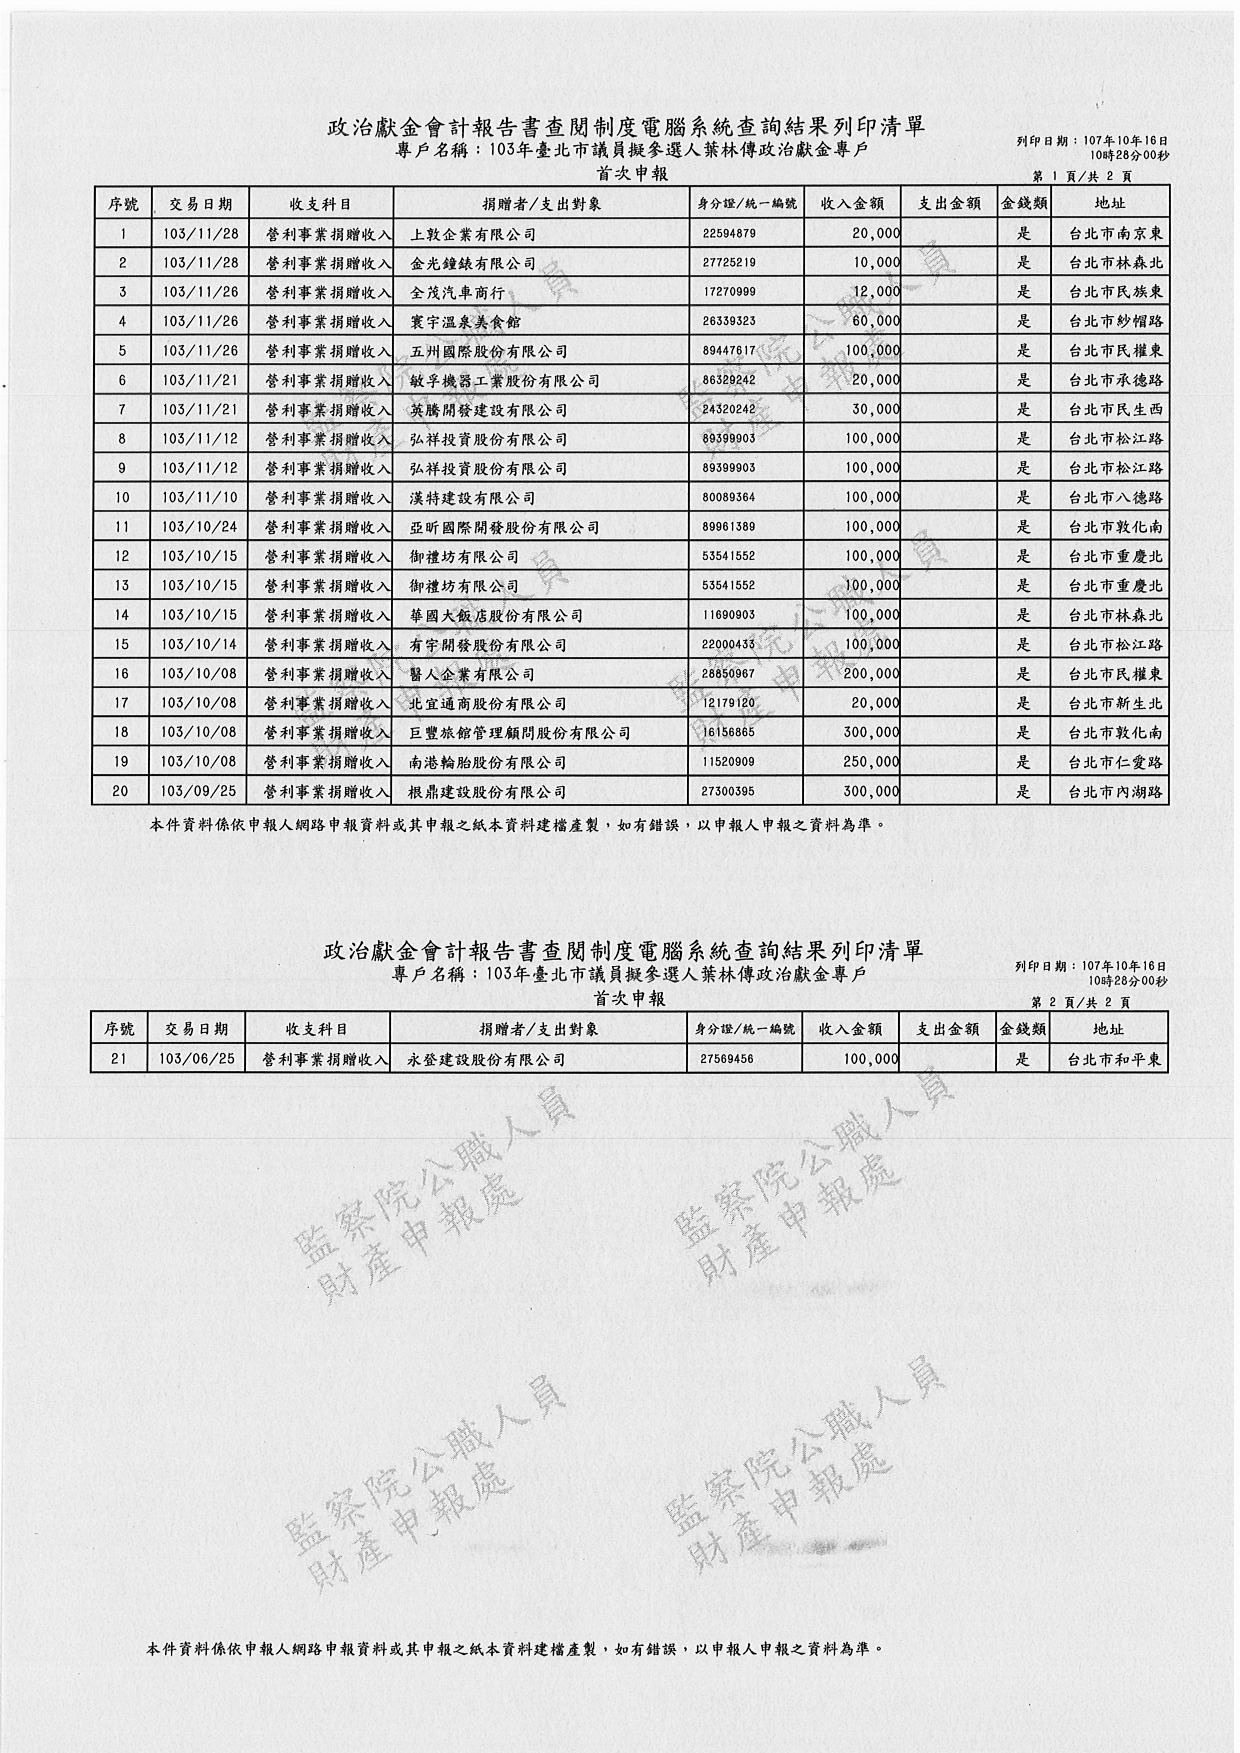 政治獻金會計報告書查閱制度電腦系統查詢結果列印清單
專戶名稱：103年臺北市議員擬參選人葉林傳政治獻金專戶
列印日期：107年10月16日
10時28分00秒
首次申報
第 1 頁/共 2 頁
序號 交易日期 收支科目 捐贈者/支出對象 身分證/統一編號 收入金額 支出金額 金錢類 地址
1 103/11/28 營利事業捐贈收入 上敦企業有限公司 22594879 20,000 是 台北市南京東
2 103/11/28 營利事業捐贈收入 金光鐘錶有限公司 27725219 10,000 是 台北市林森北
3 103/11/26 營利事業捐贈收入 全茂汽車商行 17270999 12,000 是 台北市民族東
4 103/11/26 營利事業捐贈收入 寰宇溫泉美食館 26339323 60,000 是 台北市紗帽路
5 103/11/26 營利事業捐贈收入 五州國際股份有限公司 89447617 100,000 是 台北市民權東
6 103/11/21 營利事業捐贈收入 敏孚機器工業股份有限公司 86329242 20,000 是 台北市承德路
7 103/11/21 營利事業捐贈收入 英騰開發建設有限公司 24320242 30,000 是 台北市民生西
8 103/11/12 營利事業捐贈收入 弘祥投資股份有限公司 89399903 100,000 是 台北市松江路
9 103/11/12 營利事業捐贈收入 弘祥投資股份有限公司 89399903 100,000 是 台北市松江路
10 103/11/10 營利事業捐贈收入 漢特建設有限公司 80089364 100,000 是 台北市八德路
11 103/10/24 營利事業捐贈收入 亞昕國際開發股份有限公司 89961389 100,000 是 台北市敦化南
12 103/10/15 營利事業捐贈收入 御禮坊有限公司 53541552 100,000 是 台北市重慶北
13 103/10/15 營利事業捐贈收入 御禮坊有限公司 53541552 100,000 是 台北市重慶北
14 103/10/15 營利事業捐贈收入 華國大飯店股份有限公司 11690903 100,000 是 台北市林森北
15 103/10/14 營利事業捐贈收入 有宇開發股份有限公司 22000433 100,000 是 台北市松江路
16 103/10/08 營利事業捐贈收入 醫人企業有限公司 28850967 200,000 是 台北市民權東
17 103/10/08 營利事業捐贈收入 北宜通商股份有限公司 12179120 20,000 是 台北市新生北
18 103/10/08 營利事業捐贈收入 巨豐旅館管理顧問股份有限公司 16156865 300,000 是 台北市敦化南
19 103/10/08 營利事業捐贈收入 南港輪胎股份有限公司 11520909 250,000 是 台北市仁愛路
20 103/09/25 營利事業捐贈收入 根鼎建設股份有限公司 27300395 300,000 是 台北市內湖路
本件資料係依申報人網路申報資料或其申報之紙本資料建檔產製，如有錯誤，以申報人申報之資料為準。
政治獻金會計報告書查閱制度電腦系統查詢結果列印清單
專戶名稱：103年臺北市議員擬參選人葉林傳政治獻金專戶
列印日期：107年10月16日
10時28分00秒
首次申報
第 2 頁/共 2 頁
序號 交易日期 收支科目 捐贈者/支出對象 身分證/統一編號 收入金額 支出金額 金錢類 地址
21 103/06/25 營利事業捐贈收入 永登建設股份有限公司 27569456 100,000 是 台北市和平東
監察院公職人員
財產申報處
監察院公職人員
財產申報處
監察院公職人員
財產申報處
監察院公職人員
財產申報處
本件資料係依申報人網路申報資料或其申報之紙本資料建檔產製，如有錯誤，以申報人申報之資料為準。